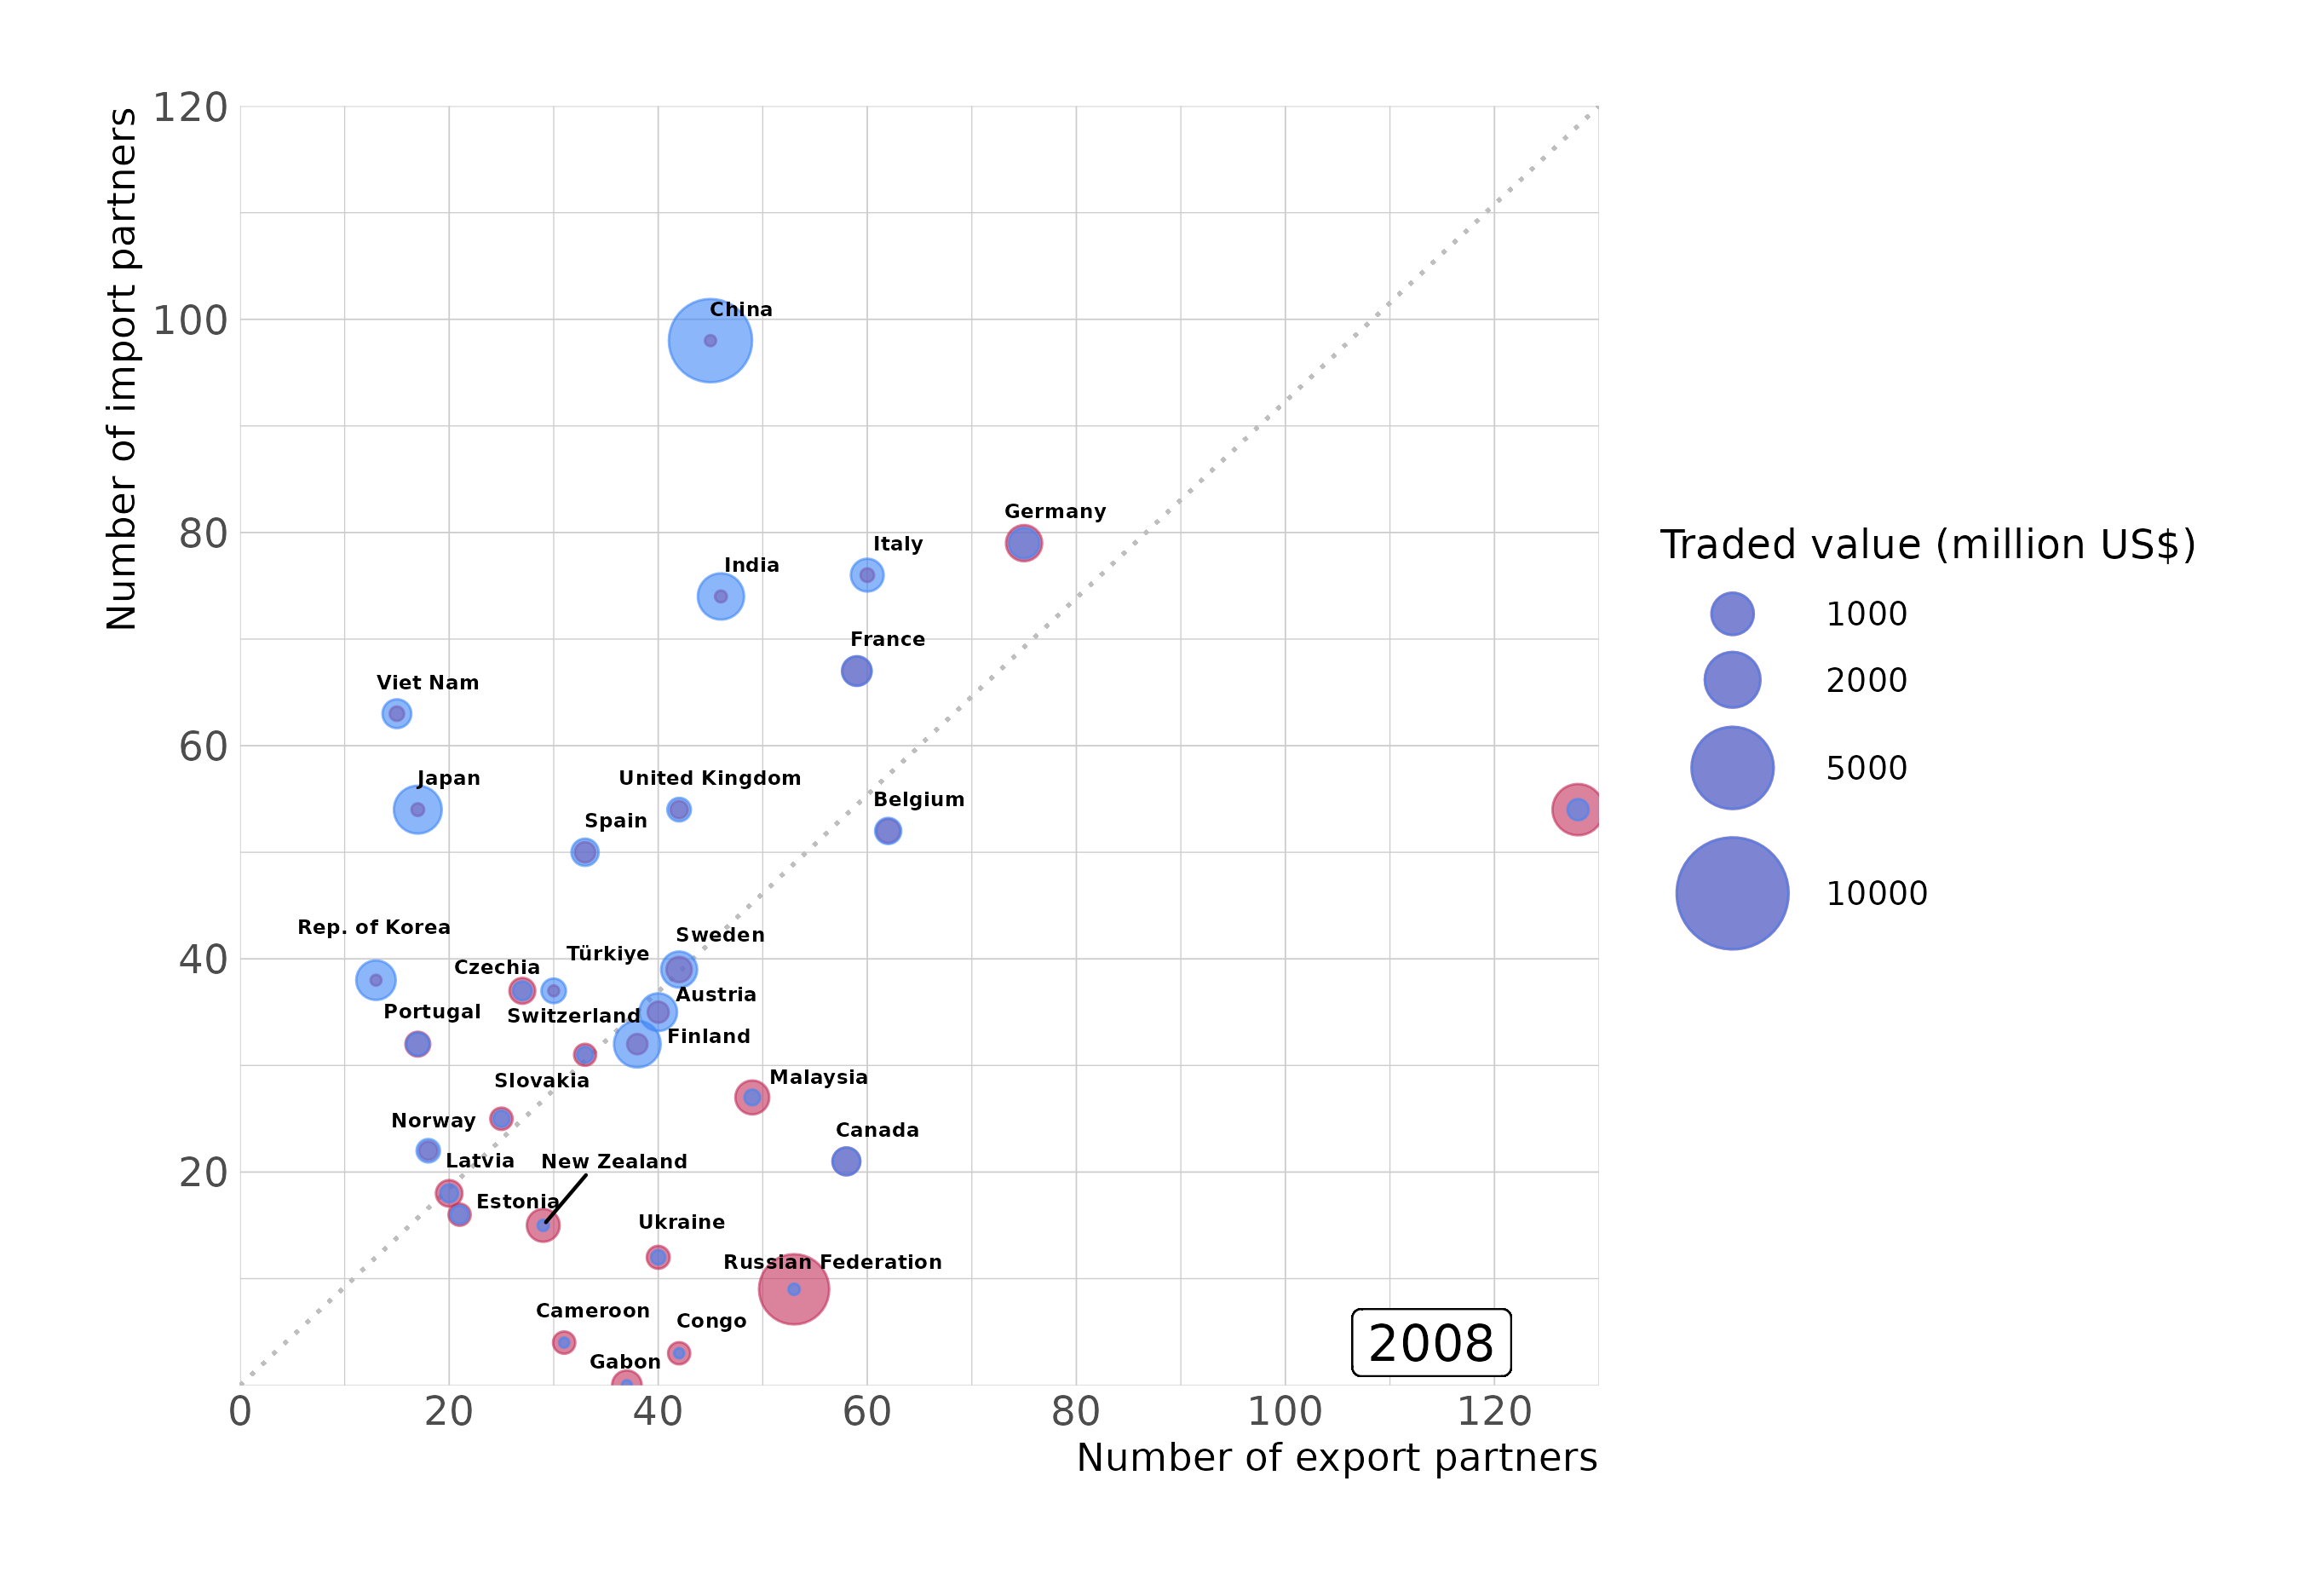 Number of import partners
120
100
80
60
40
20
China
Germany
Italy
India
France
Viet Nam
Japan
United Kingdom
Belgium
Spain
Rep. of Korea
Sweden
Türkiye
Czechia
Austria
Portugal
Switzerland
Finland
Malaysia
Slovakia
Norway
Canada
Latvia
New Zealand
Estonia
Ukraine
Russian Federation
Cameroon
Congo
Gabon
2008
0 20 40 60 80 100 120
Number of export partners
Traded value (million US$)
1000
2000
5000
10000